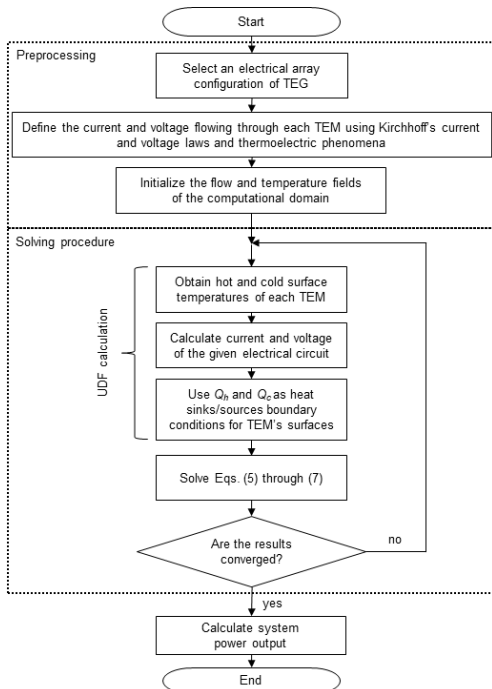 Start
Preprocessing
Select an electrical array
configuration of TEG
Define the current and voltage flowing through each TEM using Kirchhoff's current
and voltage laws and thermoelectric phenomena
Initialize the flow and temperature fields
of the computational domain
Solving procedure
UDF calculation
Obtain hot and cold surface
temperatures of each TEM
Calculate current and voltage
of the given electrical circuit
Use Qh and Qc as heat
sinks/sources boundary
conditions for TEM's surfaces
Solve Eqs. (5) through (7)
Are the results
converged?
no
yes
Calculate system
power output
End